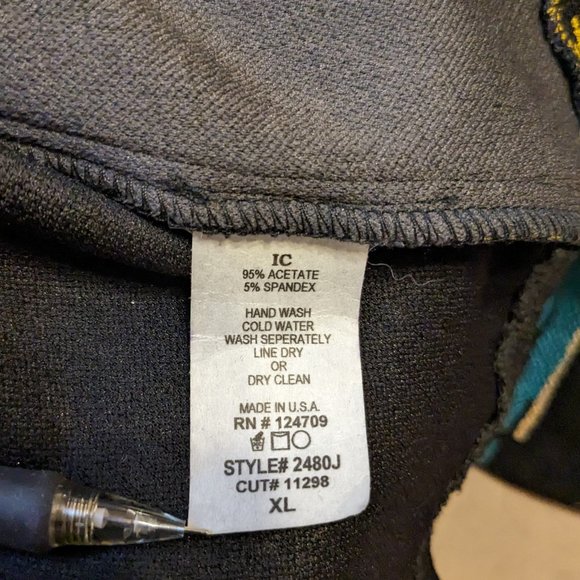 IC
95% ACETATE
5% SPANDEX
HAND WASH
COLD WATER
WASH SEPERATELY
LINE DRY
OR
DRY CLEAN
MADE IN U.S.A.
RN # 124709
STYLE# 2480J
CUT# 11298
XL